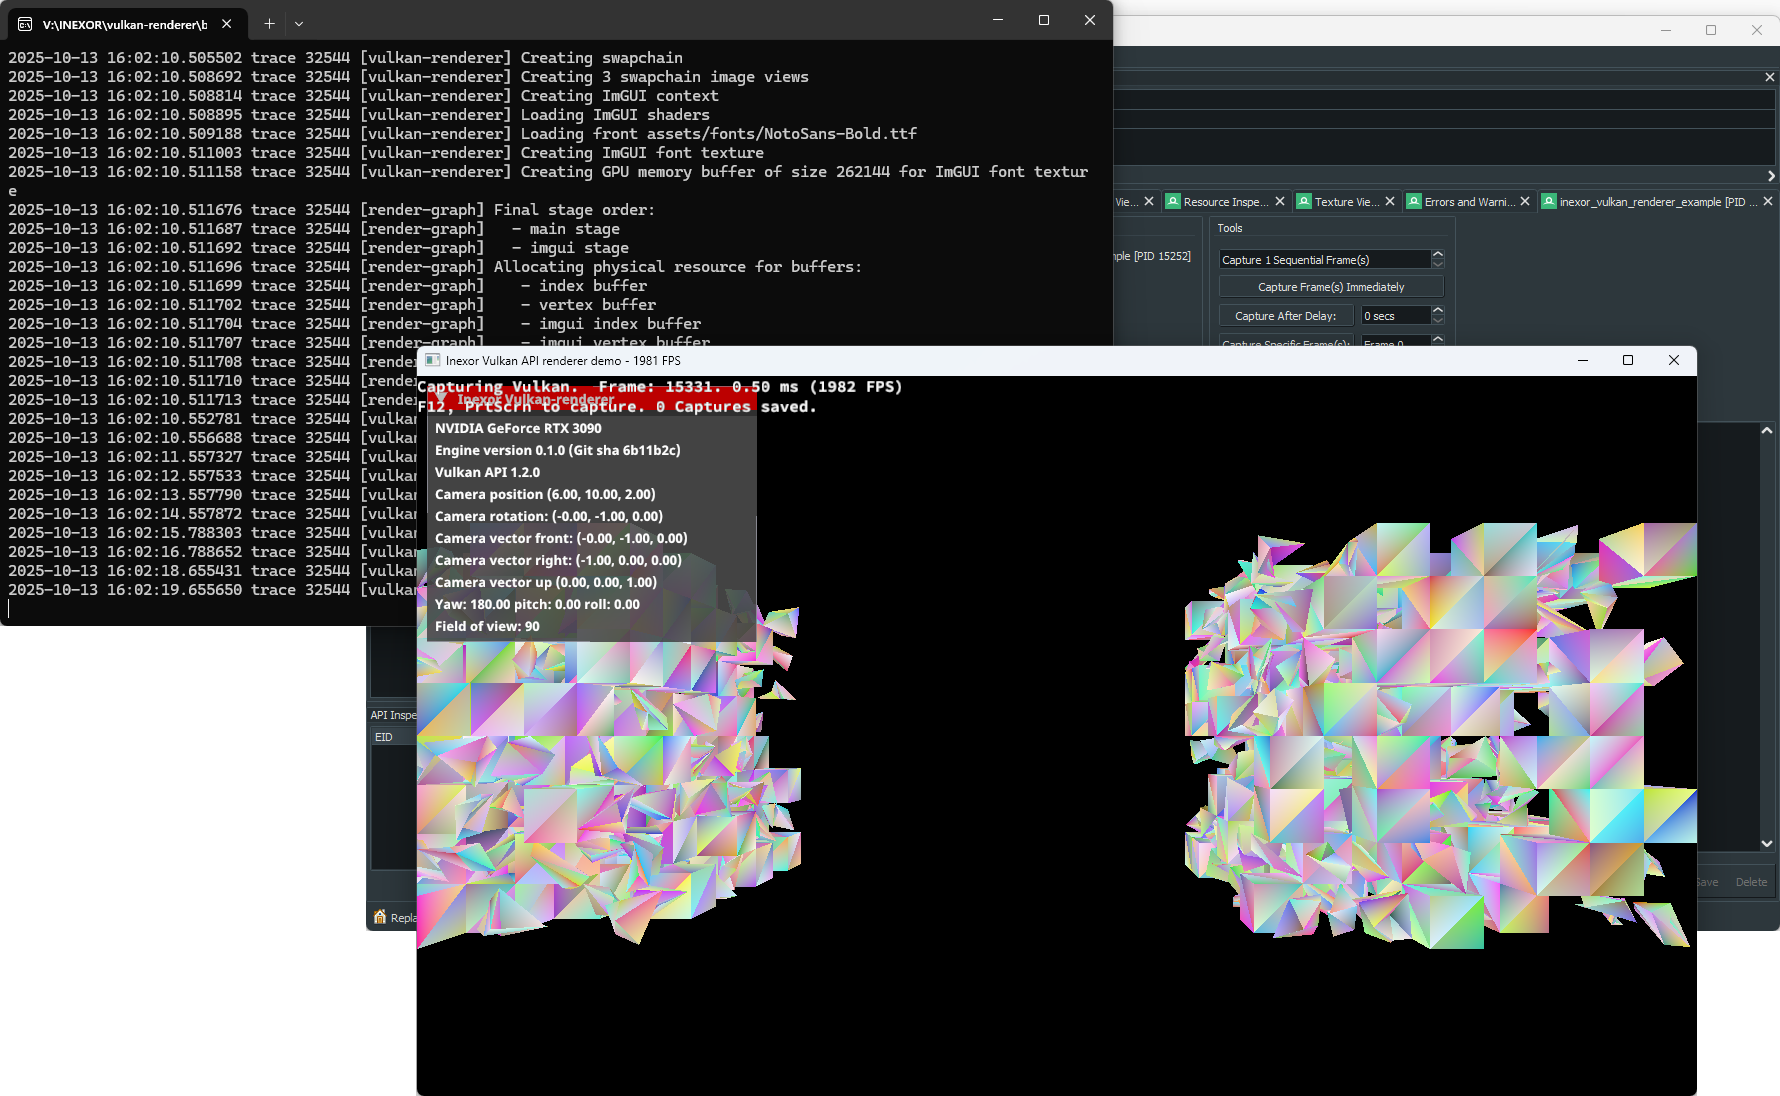 V:\INEXOR\vulkan-renderer\b
2025-10-13 16:02:10.505502 trace 32544 [vulkan-renderer] Creating swapchain
2025-10-13 16:02:10.508692 trace 32544 [vulkan-renderer] Creating 3 swapchain image views
2025-10-13 16:02:10.508814 trace 32544 [vulkan-renderer] Creating ImGUI context
2025-10-13 16:02:10.508895 trace 32544 [vulkan-renderer] Loading ImGUI shaders
2025-10-13 16:02:10.509188 trace 32544 [vulkan-renderer] Loading front assets/fonts/NotoSans-Bold.ttf
2025-10-13 16:02:10.511003 trace 32544 [vulkan-renderer] Creating ImGUI font texture
2025-10-13 16:02:10.511158 trace 32544 [vulkan-renderer] Creating GPU memory buffer of size 262144 for ImGUI font textur
e
2025-10-13 16:02:10.511676 trace 32544 [render-graph] Final stage order:
2025-10-13 16:02:10.511687 trace 32544 [render-graph]   - main stage
2025-10-13 16:02:10.511692 trace 32544 [render-graph]   - imgui stage
2025-10-13 16:02:10.511696 trace 32544 [render-graph] Allocating physical resource for buffers:
2025-10-13 16:02:10.511699 trace 32544 [render-graph]    - index buffer
2025-10-13 16:02:10.511702 trace 32544 [render-graph]    - vertex buffer
2025-10-13 16:02:10.511704 trace 32544 [render-graph]    - imgui index buffer
2025-10-13 16:02:10.511707 trace 32544 [render-graph]    - imgui vertex buffer
2025-10-13 16:02:10.511708 trace 32544 [rende
2025-10-13 16:02:10.511710 trace 32544 [rende
2025-10-13 16:02:10.511713 trace 32544 [rende
2025-10-13 16:02:10.552781 trace 32544 [vulkan
2025-10-13 16:02:10.556688 trace 32544 [vulkan
2025-10-13 16:02:11.557327 trace 32544 [vulkan
2025-10-13 16:02:12.557533 trace 32544 [vulkan
2025-10-13 16:02:13.557790 trace 32544 [vulkan
2025-10-13 16:02:14.557872 trace 32544 [vulkan
2025-10-13 16:02:15.788303 trace 32544 [vulkan
2025-10-13 16:02:16.788652 trace 32544 [vulkan
2025-10-13 16:02:18.655431 trace 32544 [vulkan
2025-10-13 16:02:19.655650 trace 32544 [vulkan
Vie...
Resource Inspe...
Texture Vie...
Errors and Warni...
inexor_vulkan_renderer_example [PID ...
mple [PID 15252]
Tools
Capture 1 Sequential Frame(s)
Capture Frame(s) Immediately
Capture After Delay:
0 secs
Capture Specific Frame(s):
Frame 0
Inexor Vulkan API renderer demo - 1981 FPS
Capturing Vulkan.  Frame: 15331. 0.50 ms (1982 FPS)
Inexor Vulkan-renderer
F12, PrtScrn to capture. 0 Captures saved.
NVIDIA GeForce RTX 3090
Engine version 0.1.0 (Git sha 6b11b2c)
Vulkan API 1.2.0
Camera position (6.00, 10.00, 2.00)
Camera rotation: (-0.00, -1.00, 0.00)
Camera vector front: (-0.00, -1.00, 0.00)
Camera vector right: (-1.00, 0.00, 0.00)
Camera vector up (0.00, 0.00, 1.00)
Yaw: 180.00 pitch: 0.00 roll: 0.00
Field of view: 90
API Inspe
EID
Repla
Save
Delete